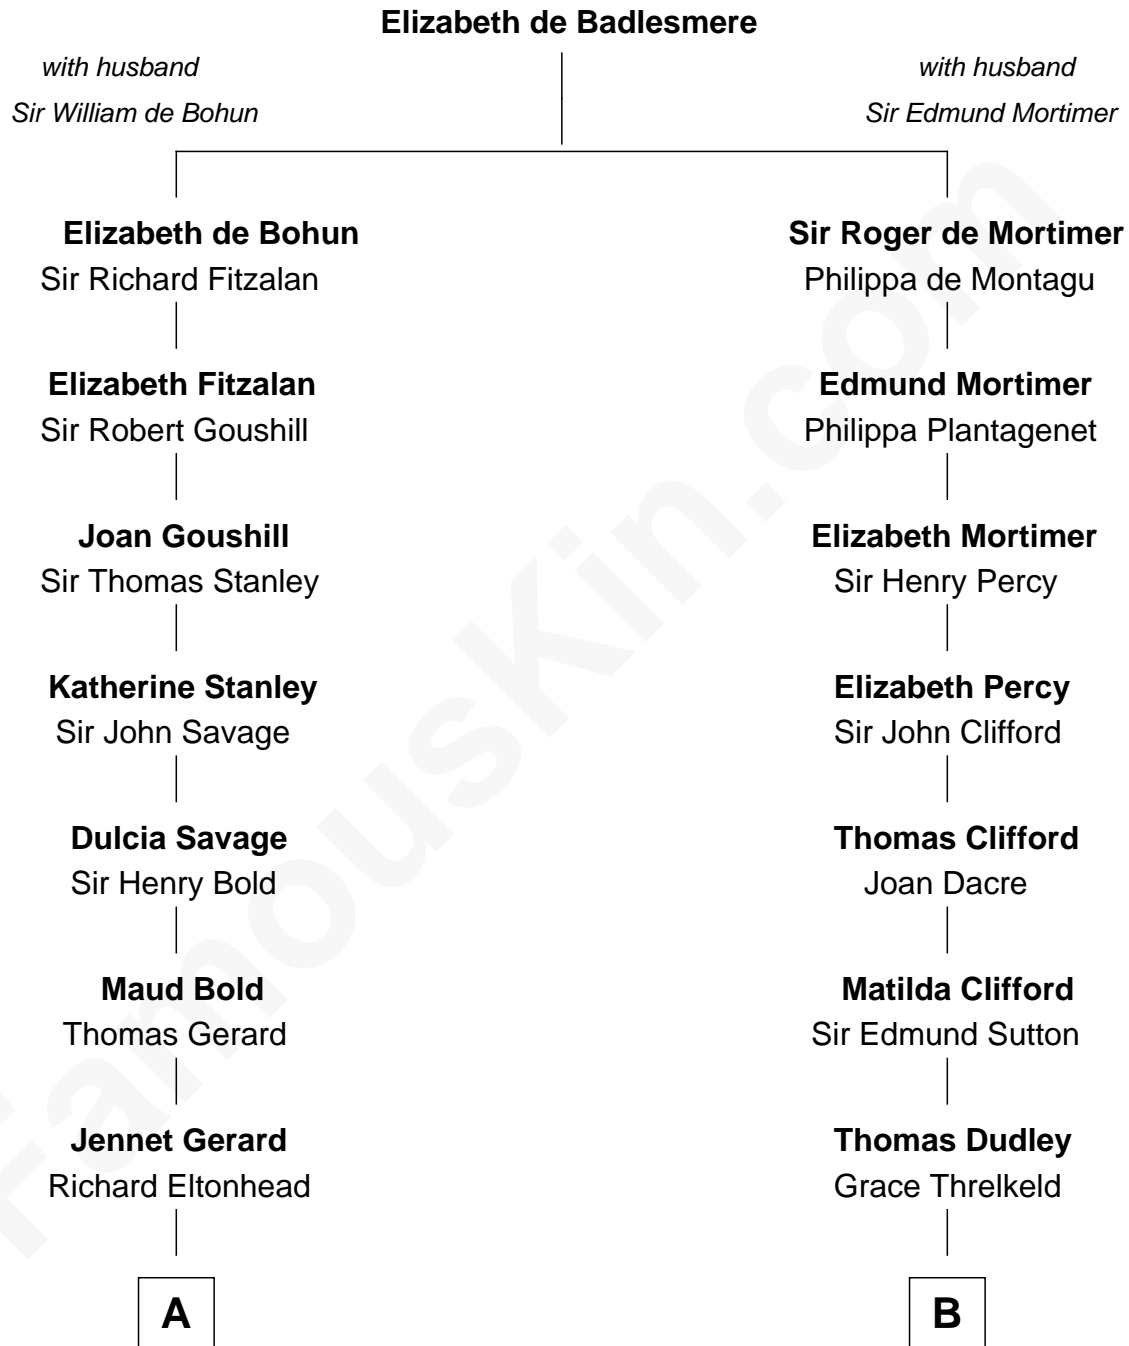 Elizabeth de Badlesmere
with husband
Sir William de Bohun
with husband
Sir Edmund Mortimer
Elizabeth de Bohun
Sir Richard Fitzalan
Sir Roger de Mortimer
Philippa de Montagu
Elizabeth Fitzalan
Sir Robert Goushill
Edmund Mortimer
Philippa Plantagenet
Joan Goushill
Sir Thomas Stanley
Elizabeth Mortimer
Sir Henry Percy
Katherine Stanley
Sir John Savage
Elizabeth Percy
Sir John Clifford
Dulcia Savage
Sir Henry Bold
Thomas Clifford
Joan Dacre
Maud Bold
Thomas Gerard
Matilda Clifford
Sir Edmund Sutton
Jennet Gerard
Richard Eltonhead
Thomas Dudley
Grace Threlkeld
A
B
FamousKin.com